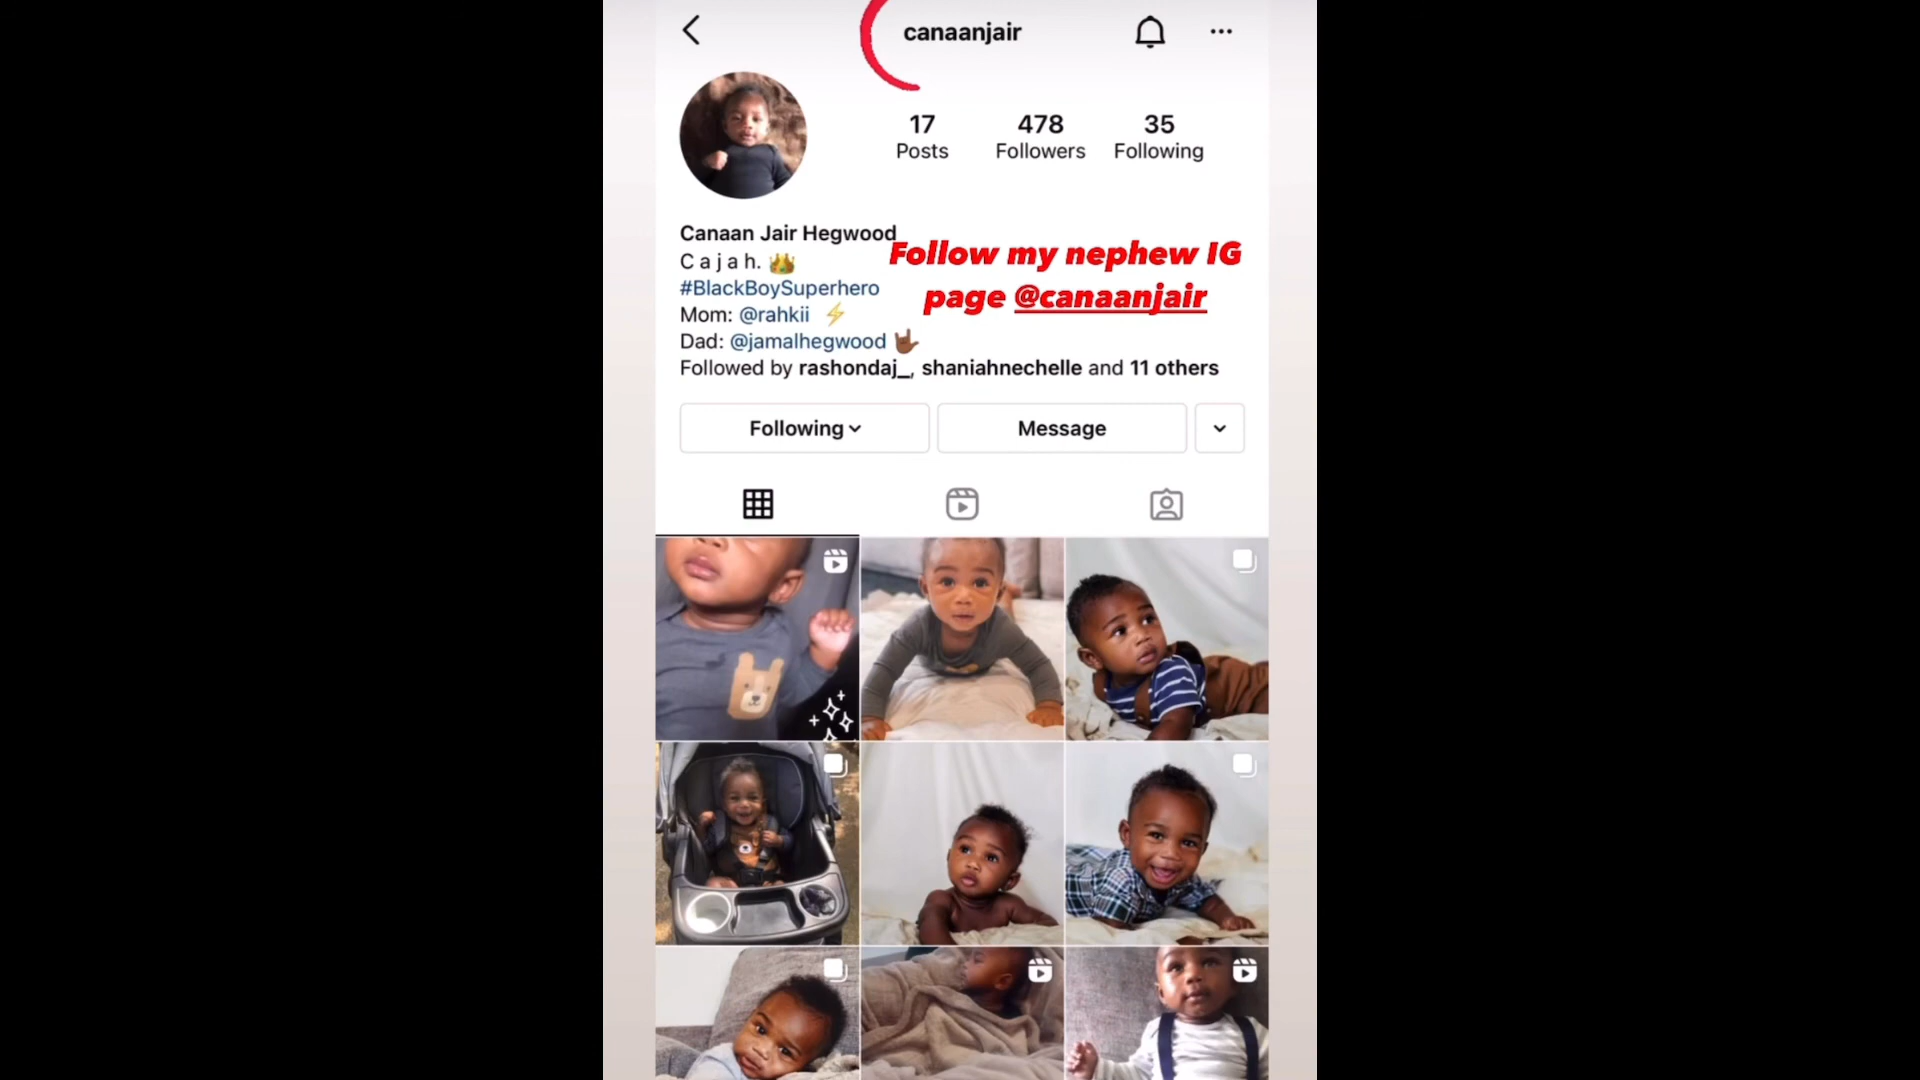 canaanjair
17 478 35
Posts Followers Following
Canaan Jair Hegwood
C a j a h. 👑
#BlackBoySuperhero
Mom: @rahkii ⚡
Dad: @jamalhegwood 🤟🏾
Followed by rashondaj_, shaniahnechelle and 11 others
Follow my nephew IG
page @canaanjair
Following Message